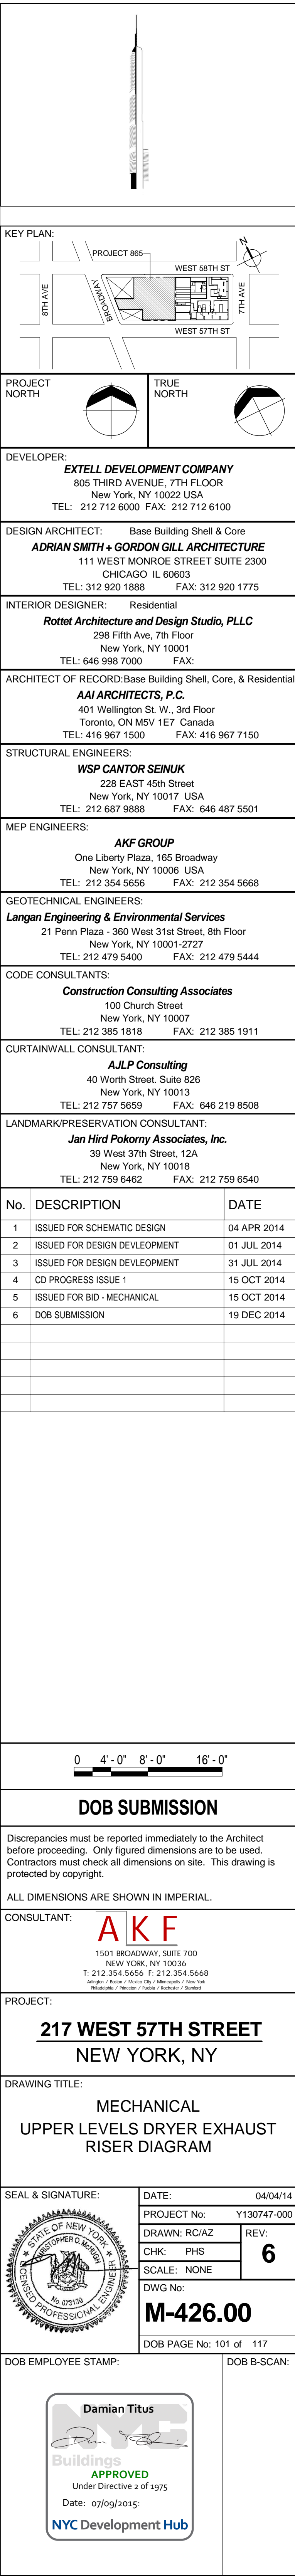 KEY PLAN:
N
PROJECT 865
WEST 58TH ST
8TH AVE
BROADWAY
7TH AVE
WEST 57TH ST
PROJECT
NORTH
TRUE
NORTH
DEVELOPER:
EXTELL DEVELOPMENT COMPANY
805 THIRD AVENUE, 7TH FLOOR
New York, NY 10022 USA
TEL: 212 712 6000 FAX: 212 712 6100
DESIGN ARCHITECT: Base Building Shell & Core
ADRIAN SMITH + GORDON GILL ARCHITECTURE
111 WEST MONROE STREET SUITE 2300
CHICAGO IL 60603
TEL: 312 920 1888 FAX: 312 920 1775
INTERIOR DESIGNER: Residential
Rottet Architecture and Design Studio, PLLC
298 Fifth Ave, 7th Floor
New York, NY 10001
TEL: 646 998 7000 FAX:
ARCHITECT OF RECORD:Base Building Shell, Core, & Residential
AAI ARCHITECTS, P.C.
401 Wellington St. W., 3rd Floor
Toronto, ON M5V 1E7 Canada
TEL: 416 967 1500 FAX: 416 967 7150
STRUCTURAL ENGINEERS:
WSP CANTOR SEINUK
228 EAST 45th Street
New York, NY 10017 USA
TEL: 212 687 9888 FAX: 646 487 5501
MEP ENGINEERS:
AKF GROUP
One Liberty Plaza, 165 Broadway
New York, NY 10006 USA
TEL: 212 354 5656 FAX: 212 354 5668
GEOTECHNICAL ENGINEERS:
Langan Engineering & Environmental Services
21 Penn Plaza - 360 West 31st Street, 8th Floor
New York, NY 10001-2727
TEL: 212 479 5400 FAX: 212 479 5444
CODE CONSULTANTS:
Construction Consulting Associates
100 Church Street
New York, NY 10007
TEL: 212 385 1818 FAX: 212 385 1911
CURTAINWALL CONSULTANT:
AJLP Consulting
40 Worth Street. Suite 826
New York, NY 10013
TEL: 212 757 5659 FAX: 646 219 8508
LANDMARK/PRESERVATION CONSULTANT:
Jan Hird Pokorny Associates, Inc.
39 West 37th Street, 12A
New York, NY 10018
TEL: 212 759 6462 FAX: 212 759 6540
No. DESCRIPTION DATE
1 ISSUED FOR SCHEMATIC DESIGN 04 APR 2014
2 ISSUED FOR DESIGN DEVLEOPMENT 01 JUL 2014
3 ISSUED FOR DESIGN DEVLEOPMENT 31 JUL 2014
4 CD PROGRESS ISSUE 1 15 OCT 2014
5 ISSUED FOR BID - MECHANICAL 15 OCT 2014
6 DOB SUBMISSION 19 DEC 2014
0 4' - 0" 8' - 0" 16' - 0"
DOB SUBMISSION
Discrepancies must be reported immediately to the Architect
before proceeding. Only figured dimensions are to be used.
Contractors must check all dimensions on site. This drawing is
protected by copyright.
ALL DIMENSIONS ARE SHOWN IN IMPERIAL.
CONSULTANT:
AKF
1501 BROADWAY, SUITE 700
NEW YORK, NY 10036
T: 212.354.5656 F: 212.354.5668
Arlington / Boston / Mexico City / Minneapolis / New York
Philadelphia / Princeton / Puebla / Rochester / Stamford
PROJECT:
217 WEST 57TH STREET
NEW YORK, NY
DRAWING TITLE:
MECHANICAL
UPPER LEVELS DRYER EXHAUST
RISER DIAGRAM
SEAL & SIGNATURE:
STATE OF NEW YORK
CHRISTOPHER O. McHUGH
No. 073130
LICENSED PROFESSIONAL ENGINEER
DATE: 04/04/14
PROJECT No: Y130747-000
DRAWN: RC/AZ
REV:
6
CHK: PHS
SCALE: NONE
DWG No:
M-426.00
DOB PAGE No: 101 of 117
DOB EMPLOYEE STAMP:
DOB B-SCAN:
NYC
Damian Titus
Buildings
APPROVED
Under Directive 2 of 1975
Date: 07/09/2015:
NYC Development Hub